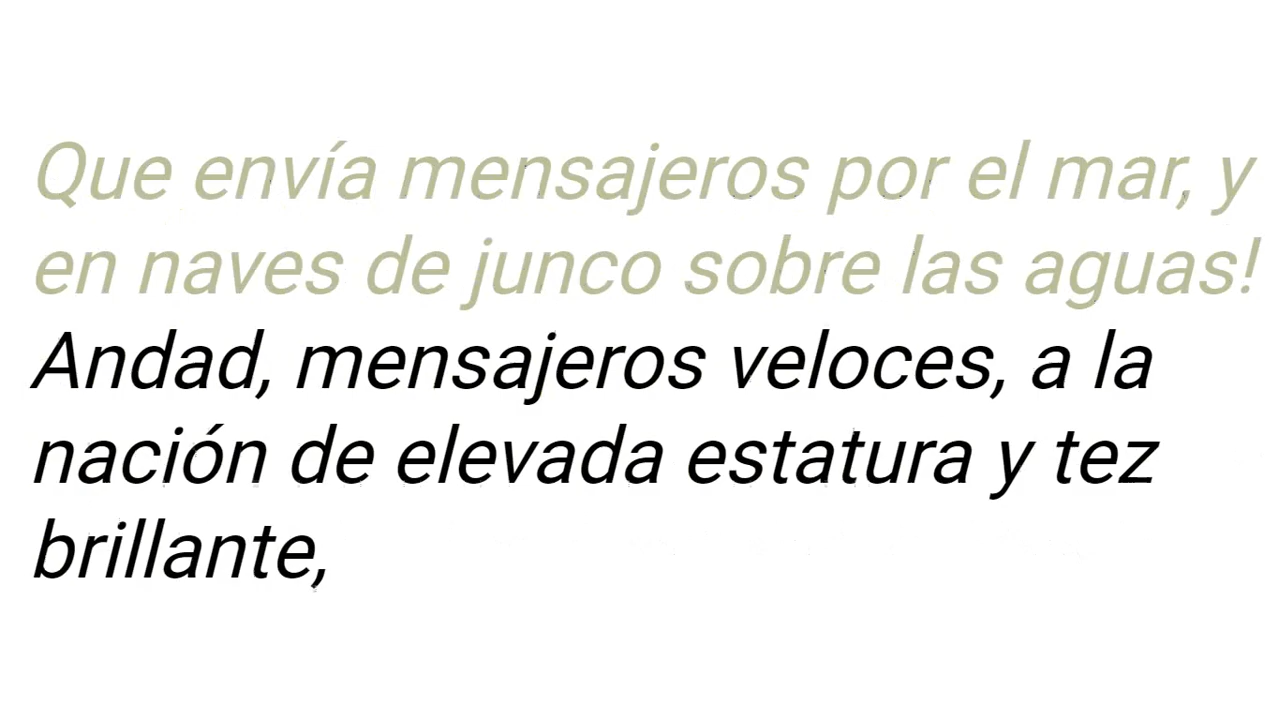 Que envía mensajeros por el mar, y
en naves de junco sobre las aguas!
Andad, mensajeros veloces, a la
nación de elevada estatura y tez
brillante,